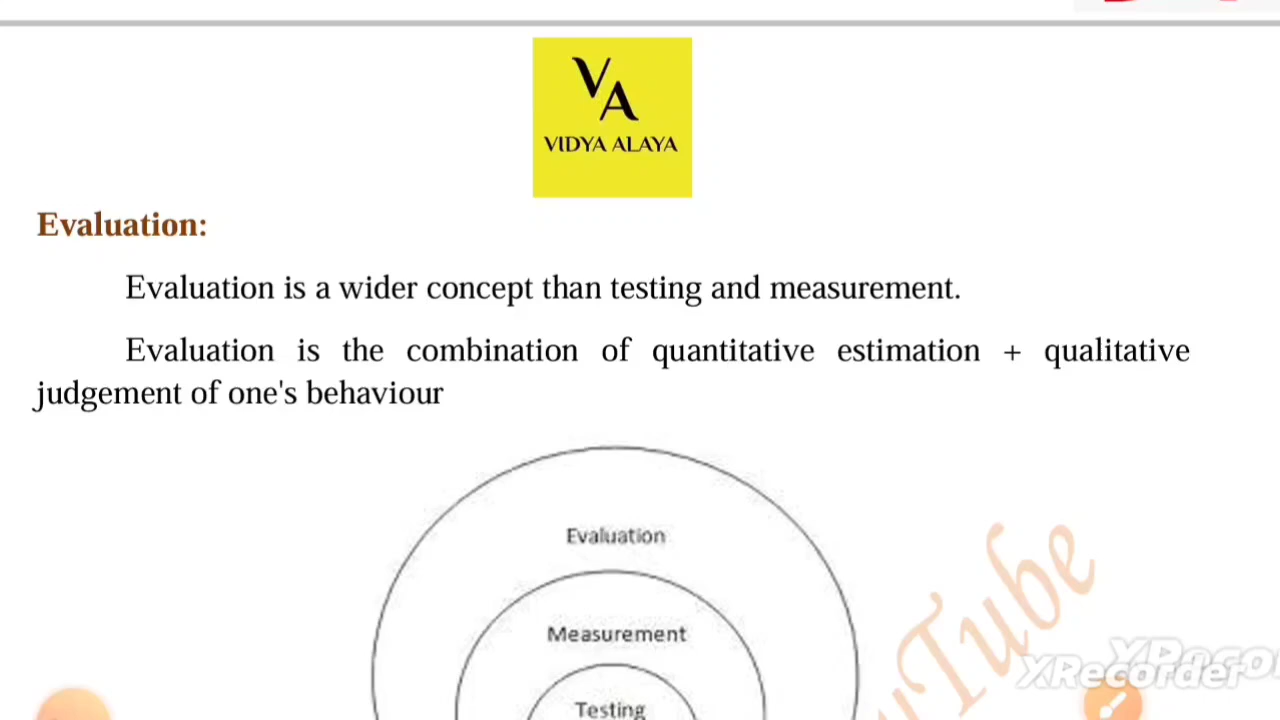 VA
VIDYA ALAYA
Evaluation:
Evaluation is a wider concept than testing and measurement.
Evaluation is the combination of quantitative estimation + qualitative
judgement of one's behaviour
Evaluation
Measurement
Testing
Tube
XRecorder